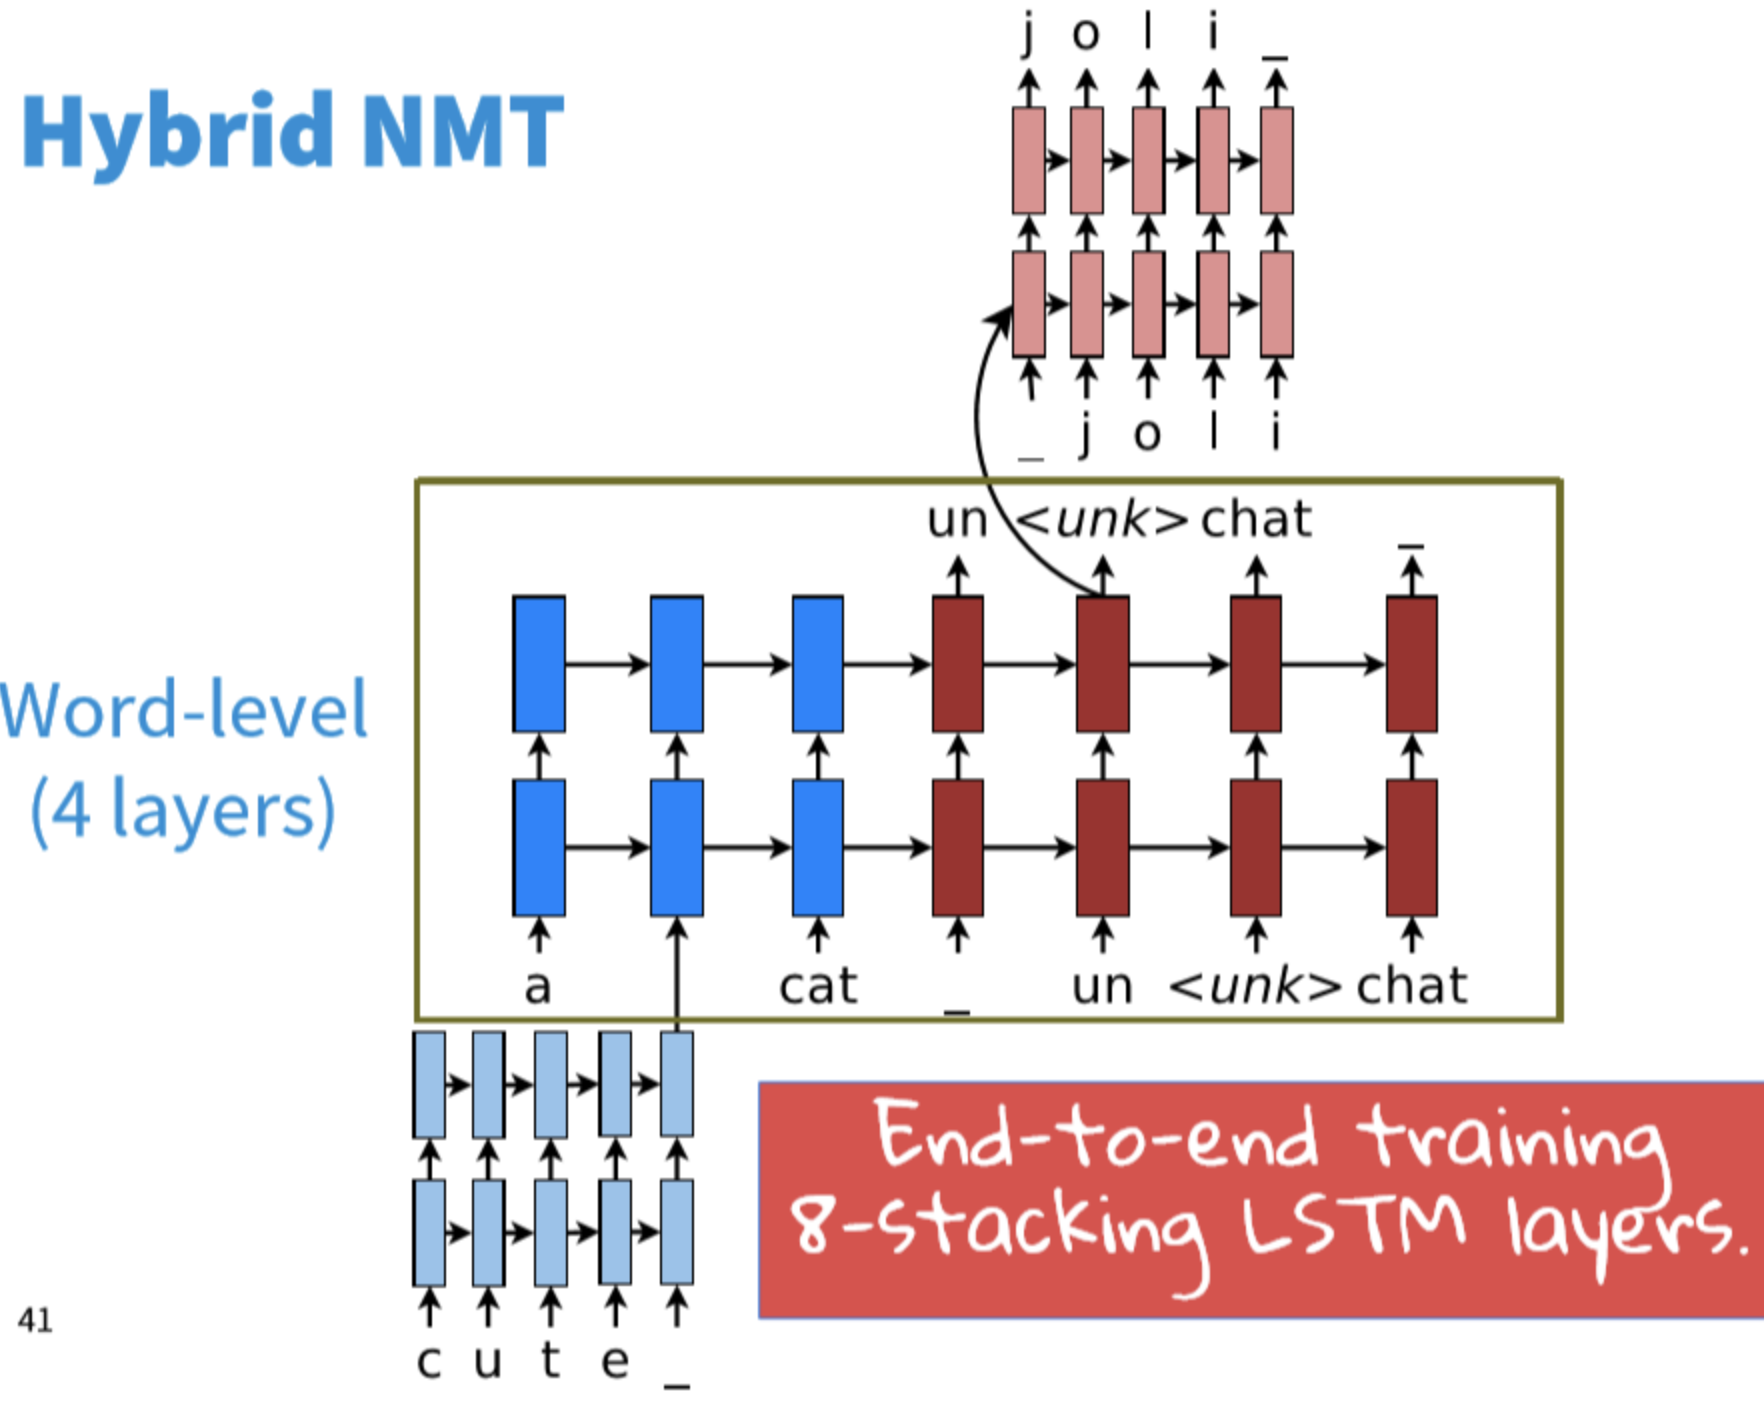 j o l i _
Hybrid NMT
_ j o l i
un <unk> chat _
Word-level
(4 layers)
a cat _ un <unk> chat
End-to-end training
8-stacking LSTM layers.
41
c u t e _